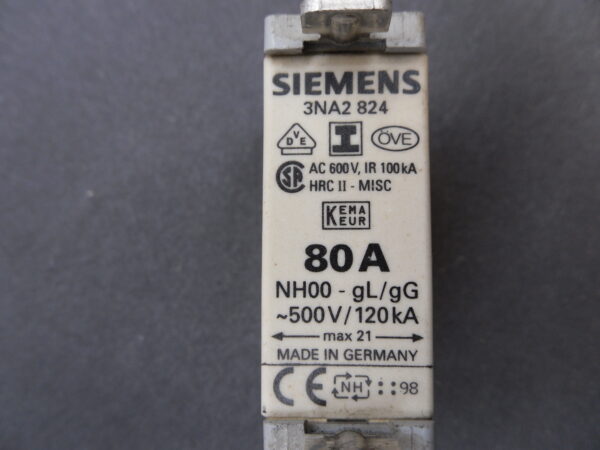 SIEMENS
3NA2 824
DVE ÖVE
SA AC 600V, IR 100kA
HRC II - MISC
KEMA
KEUR
80A
NH00 - gL/gG
~500V/120kA
max 21
MADE IN GERMANY
CE NH 98